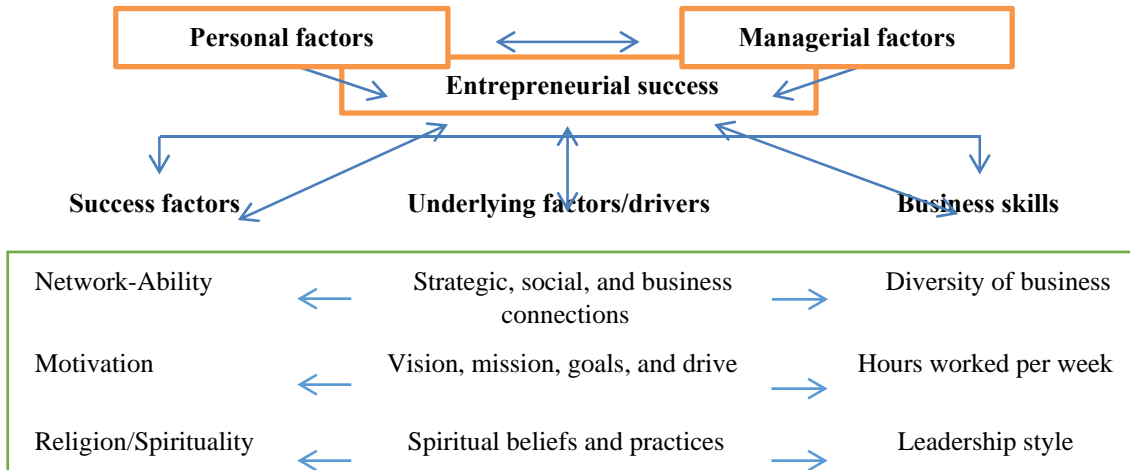 Personal factors
Managerial factors
Entrepreneurial success
Success factors
Underlying factors/drivers
Business skills
Network-Ability
Strategic, social, and business
connections
Diversity of business
Motivation
Vision, mission, goals, and drive
Hours worked per week
Religion/Spirituality
Spiritual beliefs and practices
Leadership style